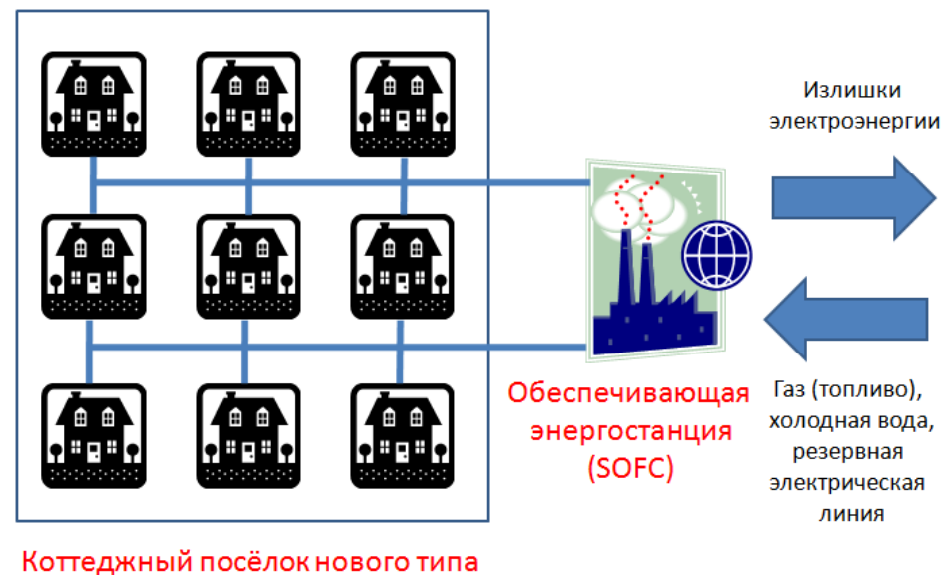 Излишки
электроэнергии
Обеспечивающая
энергостанция
(SOFC)
Газ (топливо),
холодная вода,
резервная
электрическая
линия
Коттеджный посёлок нового типа